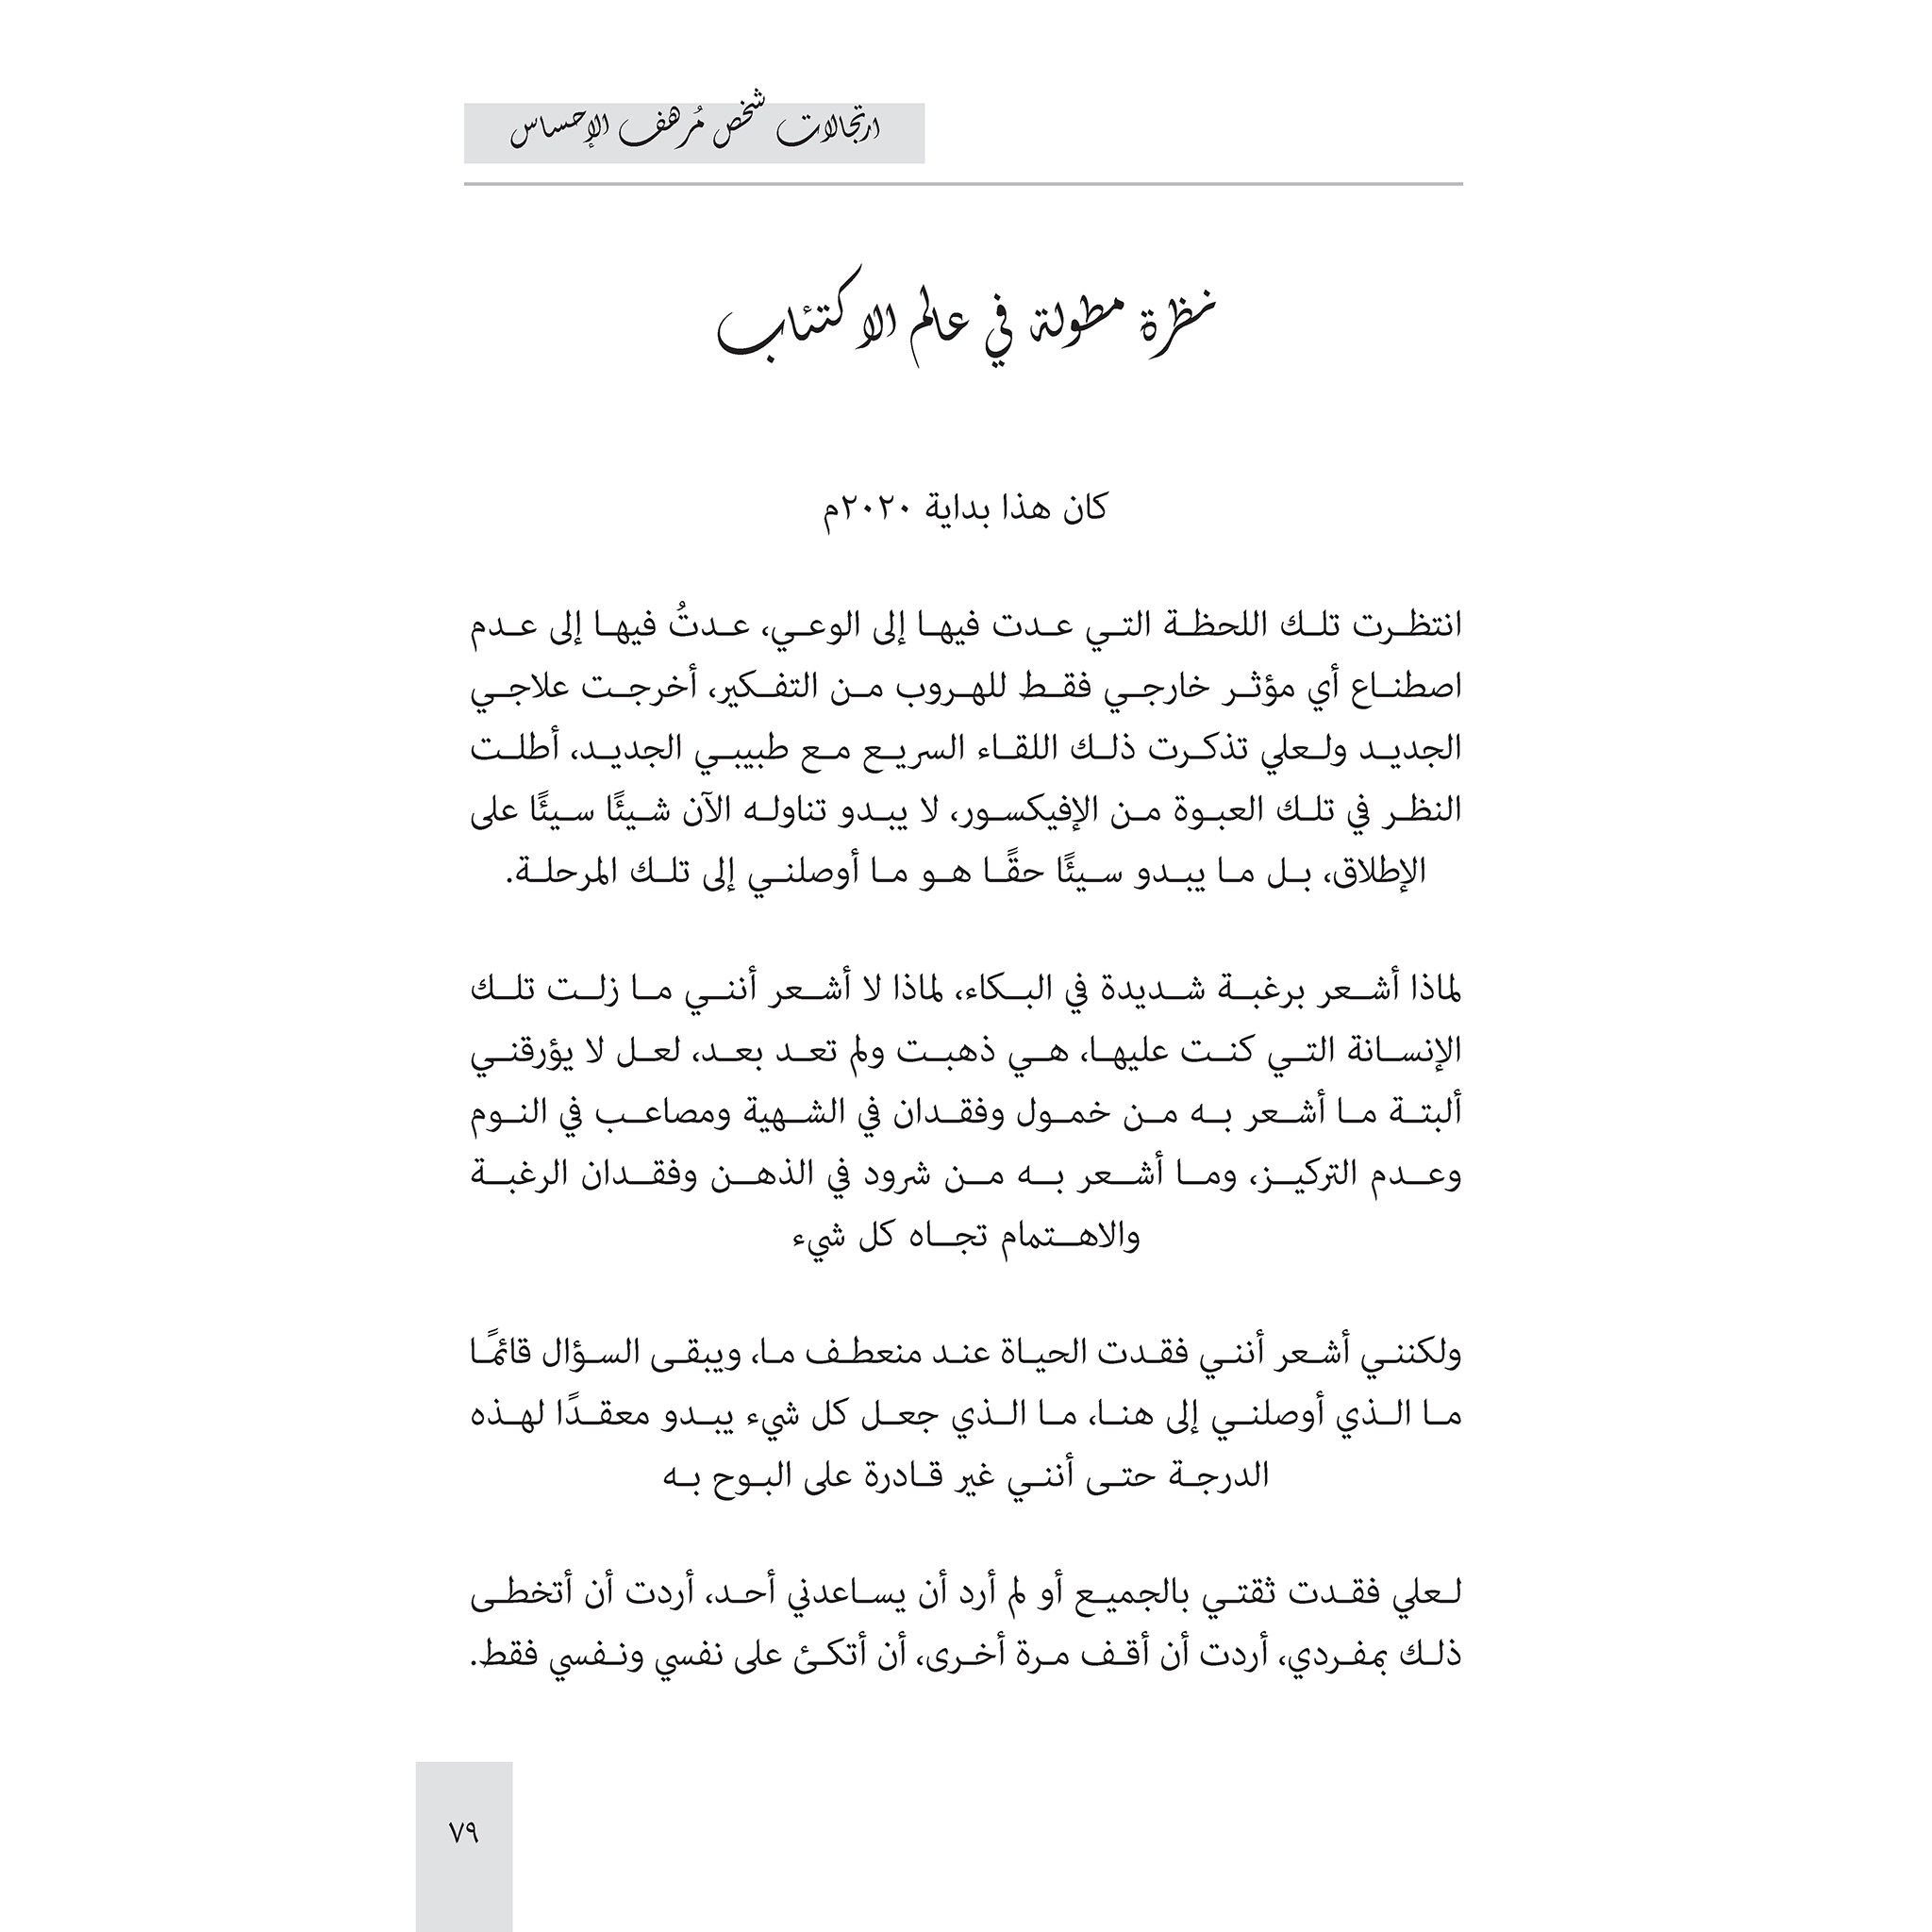 ارتجالات شخص مُرهف الإحساس
نظرة مطولة في عالم الاكتئاب
كان هذا بداية ٢٠٢٠م
انتظرت تلك اللحظة التي عدت فيها إلى الوعي، عدتُ فيها إلى عدم
اصطناع أي مؤثر خارجي فقط للهروب من التفكير، أخرجت علاجي
الجديد ولعلي تذكرت ذلك اللقاء السريع مع طبيبي الجديد، أطلت
النظر في تلك العبوة من الإفيكسور، لا يبدو تناوله الآن شيئًا سيئًا على
الإطلاق، بل ما يبدو سيئًا حقًا هو ما أوصلني إلى تلك المرحلة.
لماذا أشعر برغبة شديدة في البكاء، لماذا لا أشعر أنني ما زلت تلك
الإنسانة التي كنت عليها، هي ذهبت ولم تعد بعد، لعل لا يؤرقني
ألبتة ما أشعر به من خمول وفقدان في الشهية ومصاعب في النوم
وعدم التركيز، وما أشعر به من شرود في الذهن وفقدان الرغبة
والاهتمام تجاه كل شيء
ولكنني أشعر أنني فقدت الحياة عند منعطف ما، ويبقى السؤال قائمًا
ما الذي أوصلني إلى هنا، ما الذي جعل كل شيء يبدو معقدًا لهذه
الدرجة حتى أنني غير قادرة على البوح به
لعلي فقدت ثقتي بالجميع أو لم أرد أن يساعدني أحد، أردت أن أتخطى
ذلك بمفردي، أردت أن أقف مرة أخرى، أن أتكئ على نفسي ونفسي فقط.
٧٩